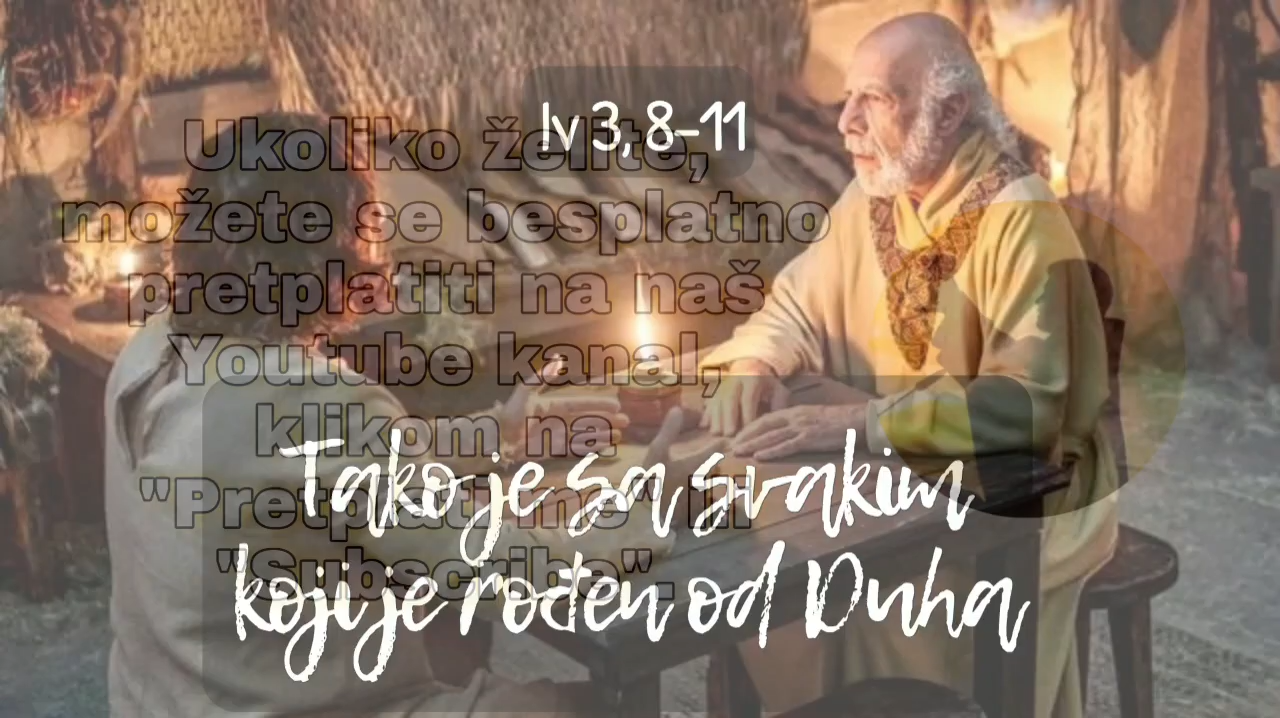 Iv 3, 8-11
Ukoliko želite,
možete se besplatno
pretplatiti na naš
Youtube kanal,
klikom na
"Pretplati me" ili
"Subscribe".
Tako je sa svakim
koji je rođen od Duha